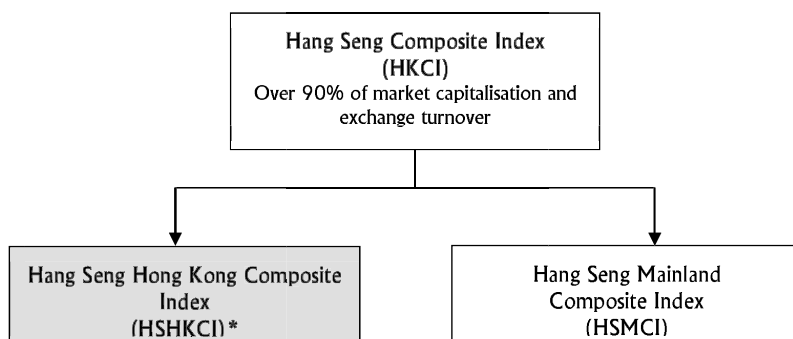 Hang Seng Composite Index
(HKCI)
Over 90% of market capitalisation and
exchange turnover
Hang Seng Hong Kong Composite
Index
(HSHKCI)*
Hang Seng Mainland
Composite Index
(HSMCI)